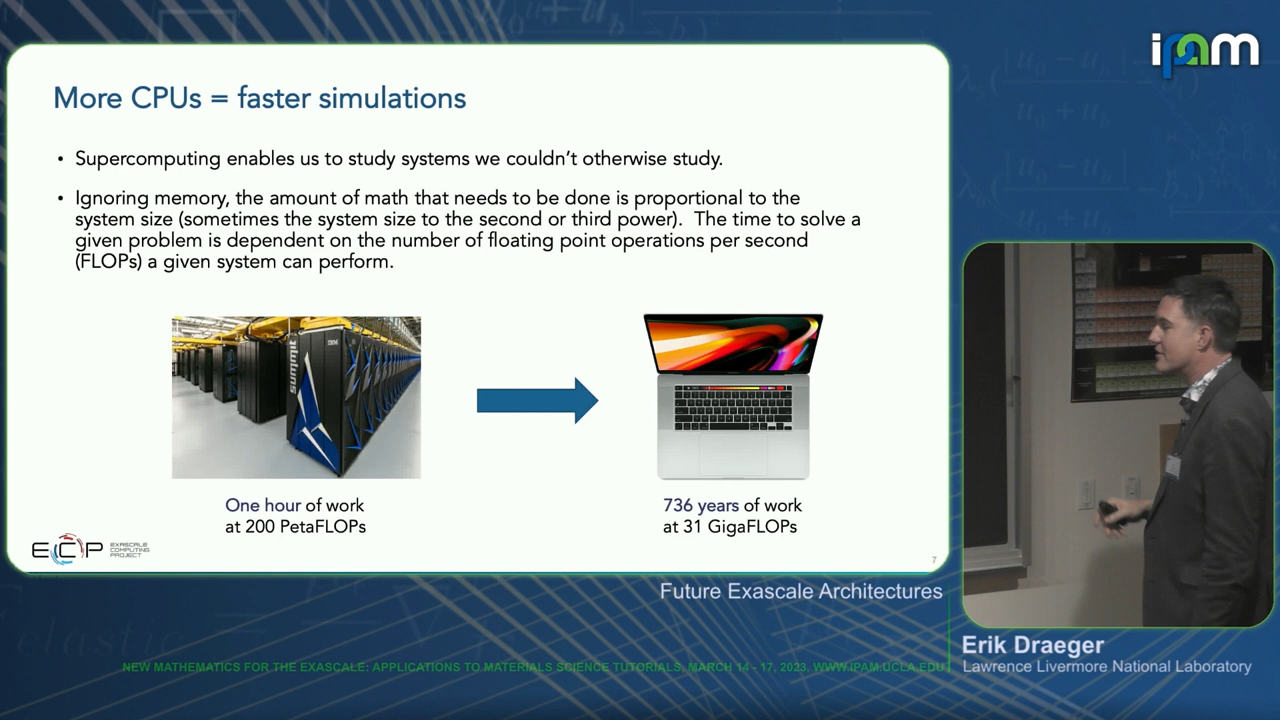 ipam
More CPUs = faster simulations
• Supercomputing enables us to study systems we couldn't otherwise study.
• Ignoring memory, the amount of math that needs to be done is proportional to the
system size (sometimes the system size to the second or third power). The time to solve a
given problem is dependent on the number of floating point operations per second
(FLOPs) a given system can perform.
SUMMIT
IBM
One hour of work
at 200 PetaFLOPs
736 years of work
at 31 GigaFLOPs
ECP
EXASCALE
COMPUTING
PROJECT
7
Future Exascale Architectures
Erik Draeger
Lawrence Livermore National Laboratory
NEW MATHEMATICS FOR THE EXASCALE: APPLICATIONS TO MATERIALS SCIENCE TUTORIALS, MARCH 14 - 17, 2023, WWW.IPAM.UCLA.EDU
elastic